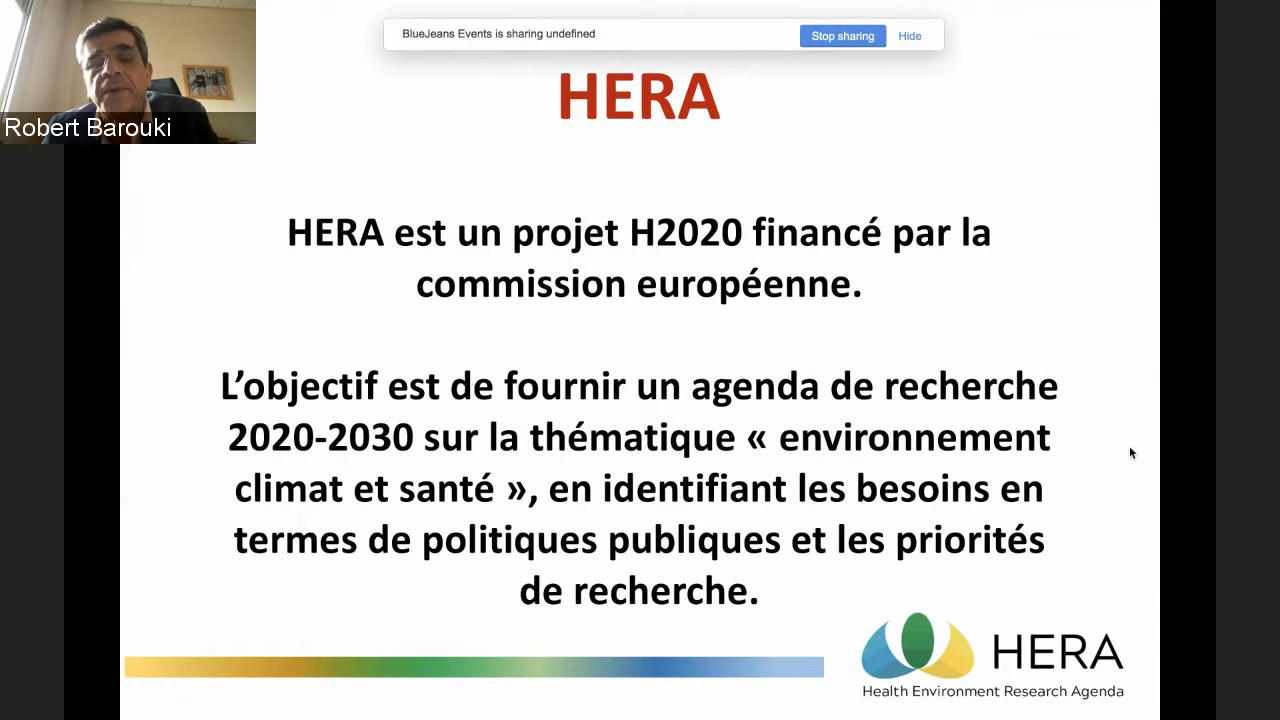 BlueJeans Events is sharing undefined
Stop sharing
Hide
Robert Barouki
HERA
HERA est un projet H2020 financé par la
commission européenne.
L’objectif est de fournir un agenda de recherche
2020-2030 sur la thématique « environnement
climat et santé », en identifiant les besoins en
termes de politiques publiques et les priorités
de recherche.
HERA
Health Environment Research Agenda